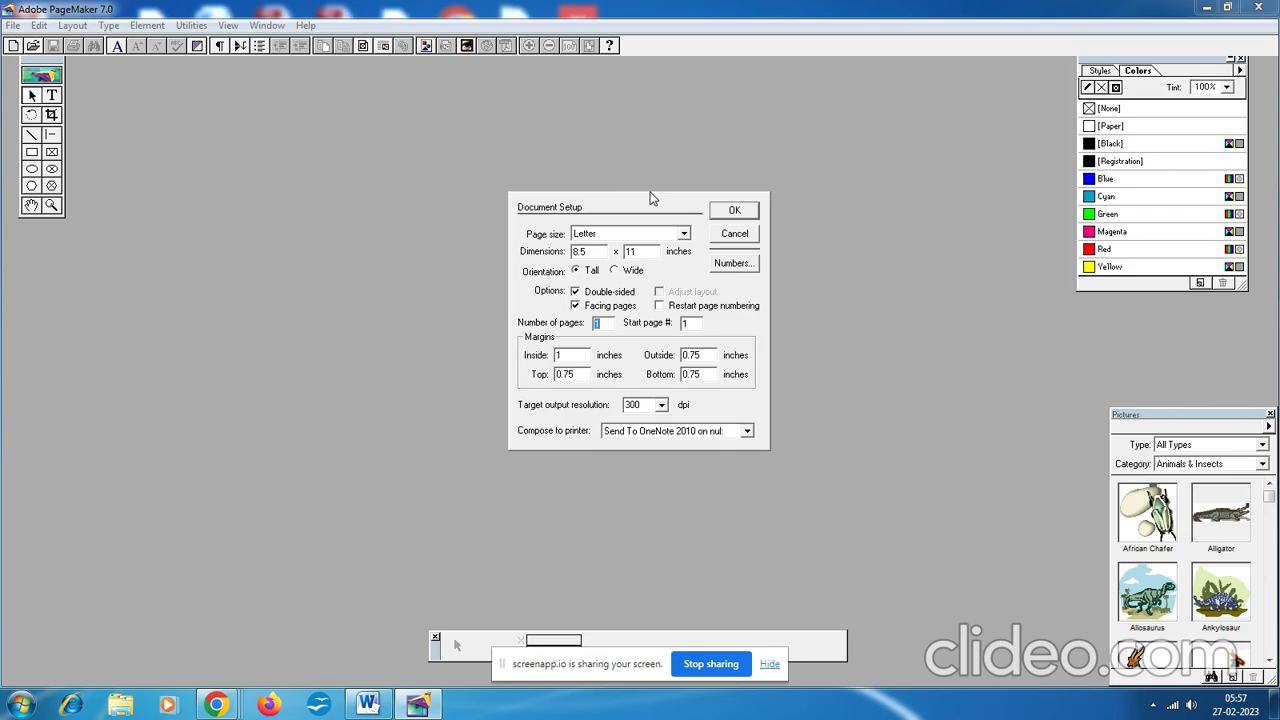 Adobe PageMaker 7.0
File Edit Layout Type Element Utilities View Window Help
Styles Colors
Tint: 100%
[None]
[Paper]
[Black]
[Registration]
Blue
Cyan
Green
Magenta
Red
Yellow
Document Setup
OK
Page size: Letter
Cancel
Dimensions: 8.5 x 11 inches
Numbers...
Orientation: Tall Wide
Options: Double-sided Adjust layout
Facing pages Restart page numbering
Number of pages: 1 Start page #: 1
Margins
Inside: 1 inches Outside: 0.75 inches
Top: 0.75 inches Bottom: 0.75 inches
Target output resolution: 300 dpi
Compose to printer: Send To OneNote 2010 on nul:
Pictures
Type: All Types
Category: Animals & Insects
African Chafer Alligator
Allosaurus Ankylosaur
clideo.com
screenapp.io is sharing your screen. Stop sharing Hide
05:57
27-02-2023